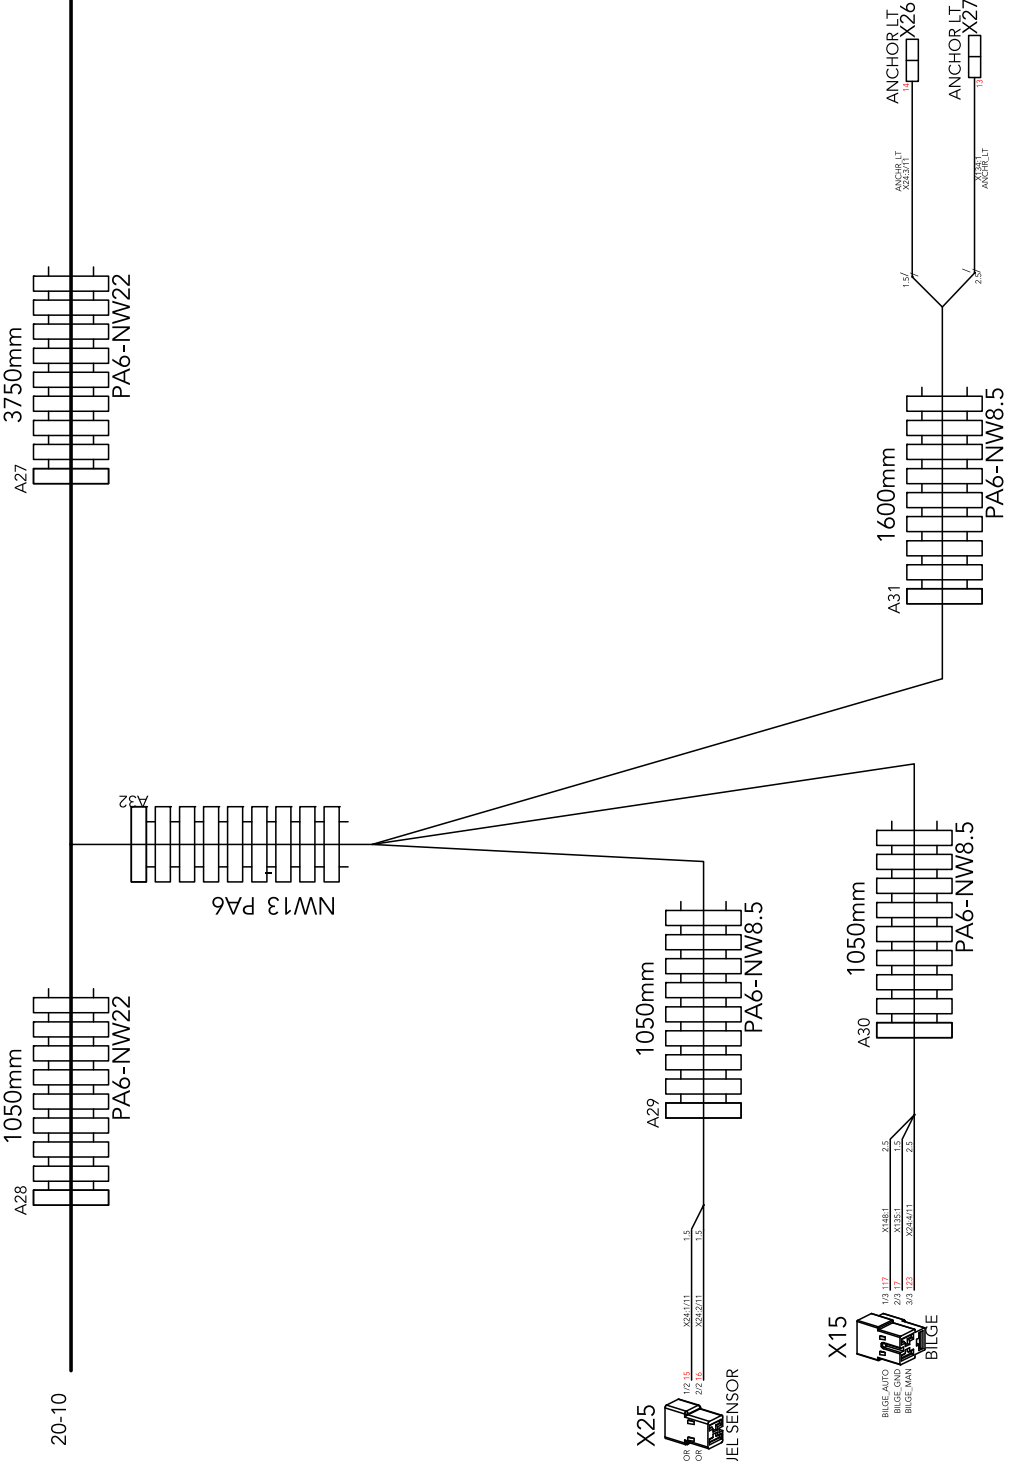 20-10
A28
1050mm
PA6-NW22
A27
3750mm
PA6-NW22
A32
NW13 PA6
X25
1/2 15
2/2 16
X24:1/11
X24:2/11
1.5
1.5
OR
OR
JEL SENSOR
A29
1050mm
PA6-NW8.5
X15
BILGE
BILGE_AUTO
BILGE_GND
BILGE_MAN
1/3 117
2/3 17
3/3 123
X148:1
X135:1
X24:4/11
2.5
1.5
2.5
A30
1050mm
PA6-NW8.5
A31
1600mm
PA6-NW8.5
1.5
2.5
ANCHR_LT
X24:3/11
X134:1
ANCHR_LT
14
13
ANCHOR LT
X26
ANCHOR LT
X27